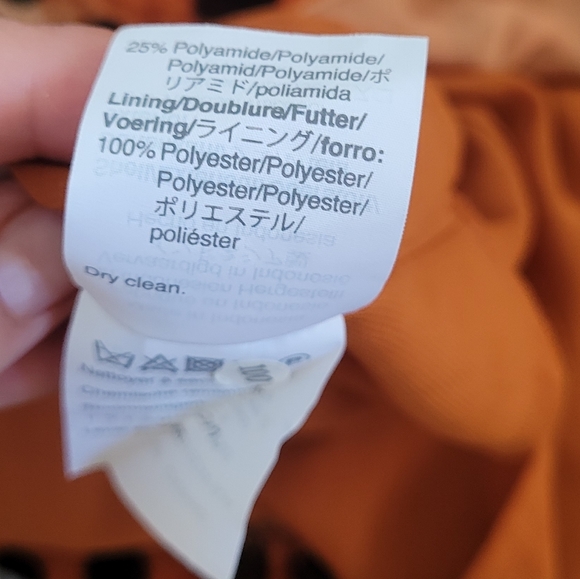 25% Polyamide/Polyamide/
Polyamid/Polyamide/ポ
リアミド/poliamida
Lining/Doublure/Futter/
Voering/ライニング/forro:
100% Polyester/Polyester/
Polyester/Polyester/
ポリエステル/
poliéster
Dry clean.
Nettoyer à